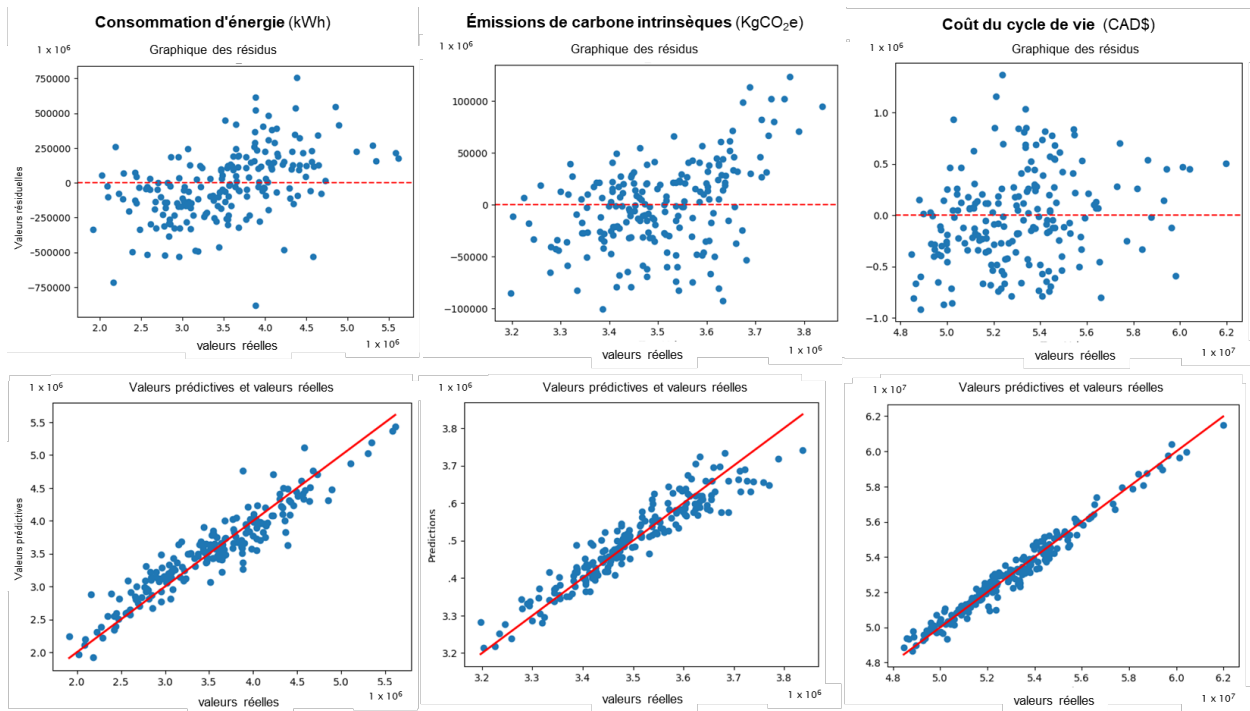 Consommation d'énergie (kWh)
1 x 10⁶
Graphique des résidus
Valeurs résiduelles
750000
500000
250000
0
−250000
−500000
−750000
2.0 2.5 3.0 3.5 4.0 4.5 5.0 5.5
valeurs réelles
1 x 10⁶
Émissions de carbone intrinsèques (KgCO₂e)
1 x 10⁶
Graphique des résidus
100000
50000
0
−50000
−100000
3.2 3.3 3.4 3.5 3.6 3.7 3.8
valeurs réelles
1 x 10⁶
Coût du cycle de vie (CAD$)
1 x 10⁶
Graphique des résidus
1.0
0.5
0.0
−0.5
−1.0
4.8 5.0 5.2 5.4 5.6 5.8 6.0 6.2
valeurs réelles
1 x 10⁷
1 x 10⁶
Valeurs prédictives et valeurs réelles
Valeurs prédictives
5.5
5.0
4.5
4.0
3.5
3.0
2.5
2.0
2.0 2.5 3.0 3.5 4.0 4.5 5.0 5.5
valeurs réelles
1 x 10⁶
1 x 10⁶
Valeurs prédictives et valeurs réelles
Predictions
3.8
3.7
.6
.5
.4
3.3
3.2
3.2 3.3 3.4 3.5 3.6 3.7 3.8
valeurs réelles
1 x 10⁶
1 x 10⁷
Valeurs prédictives et valeurs réelles
6.2
6.0
5.8
5.6
5.4
5.2
5.0
4.8
4.8 5.0 5.2 5.4 5.6 5.8 6.0 6.2
valeurs réelles
1 x 10⁷